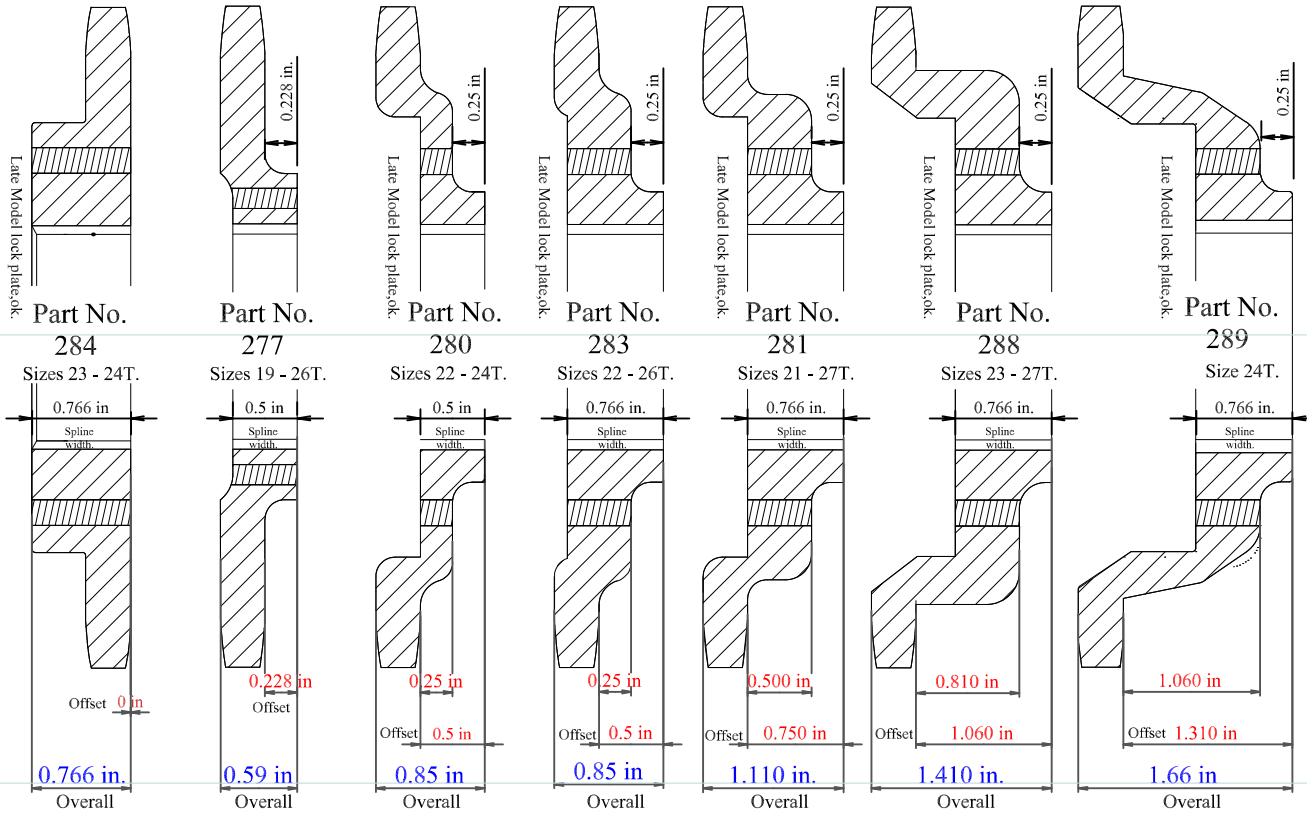 0.228 in.
0.25 in
0.25 in
0.25 in
0.25 in
0.25 in
Late Model lock plate,ok.
Late Model lock plate,ok.
Late Model lock plate,ok.
Late Model lock plate,ok.
Late Model lock plate,ok.
Late Model lock plate,ok.
Part No. Part No. Part No. Part No. Part No. Part No. Part No.
284 277 280 283 281 288 289
Sizes 23 - 24T. Sizes 19 - 26T. Sizes 22 - 24T. Sizes 22 - 26T. Sizes 21 - 27T. Sizes 23 - 27T. Size 24T.
0.766 in. 0.5 in 0.5 in 0.766 in. 0.766 in. 0.766 in. 0.766 in.
Spline Spline Spline Spline Spline Spline Spline
width. width. width. width. width. width. width.
0.228 in 0.25 in 0.25 in 0.500 in 0.810 in 1.060 in
Offset 0 in Offset
Offset 0.5 in Offset 0.5 in Offset 0.750 in Offset 1.060 in Offset 1.310 in
0.766 in. 0.59 in 0.85 in 0.85 in 1.110 in. 1.410 in. 1.66 in
Overall Overall Overall Overall Overall Overall Overall